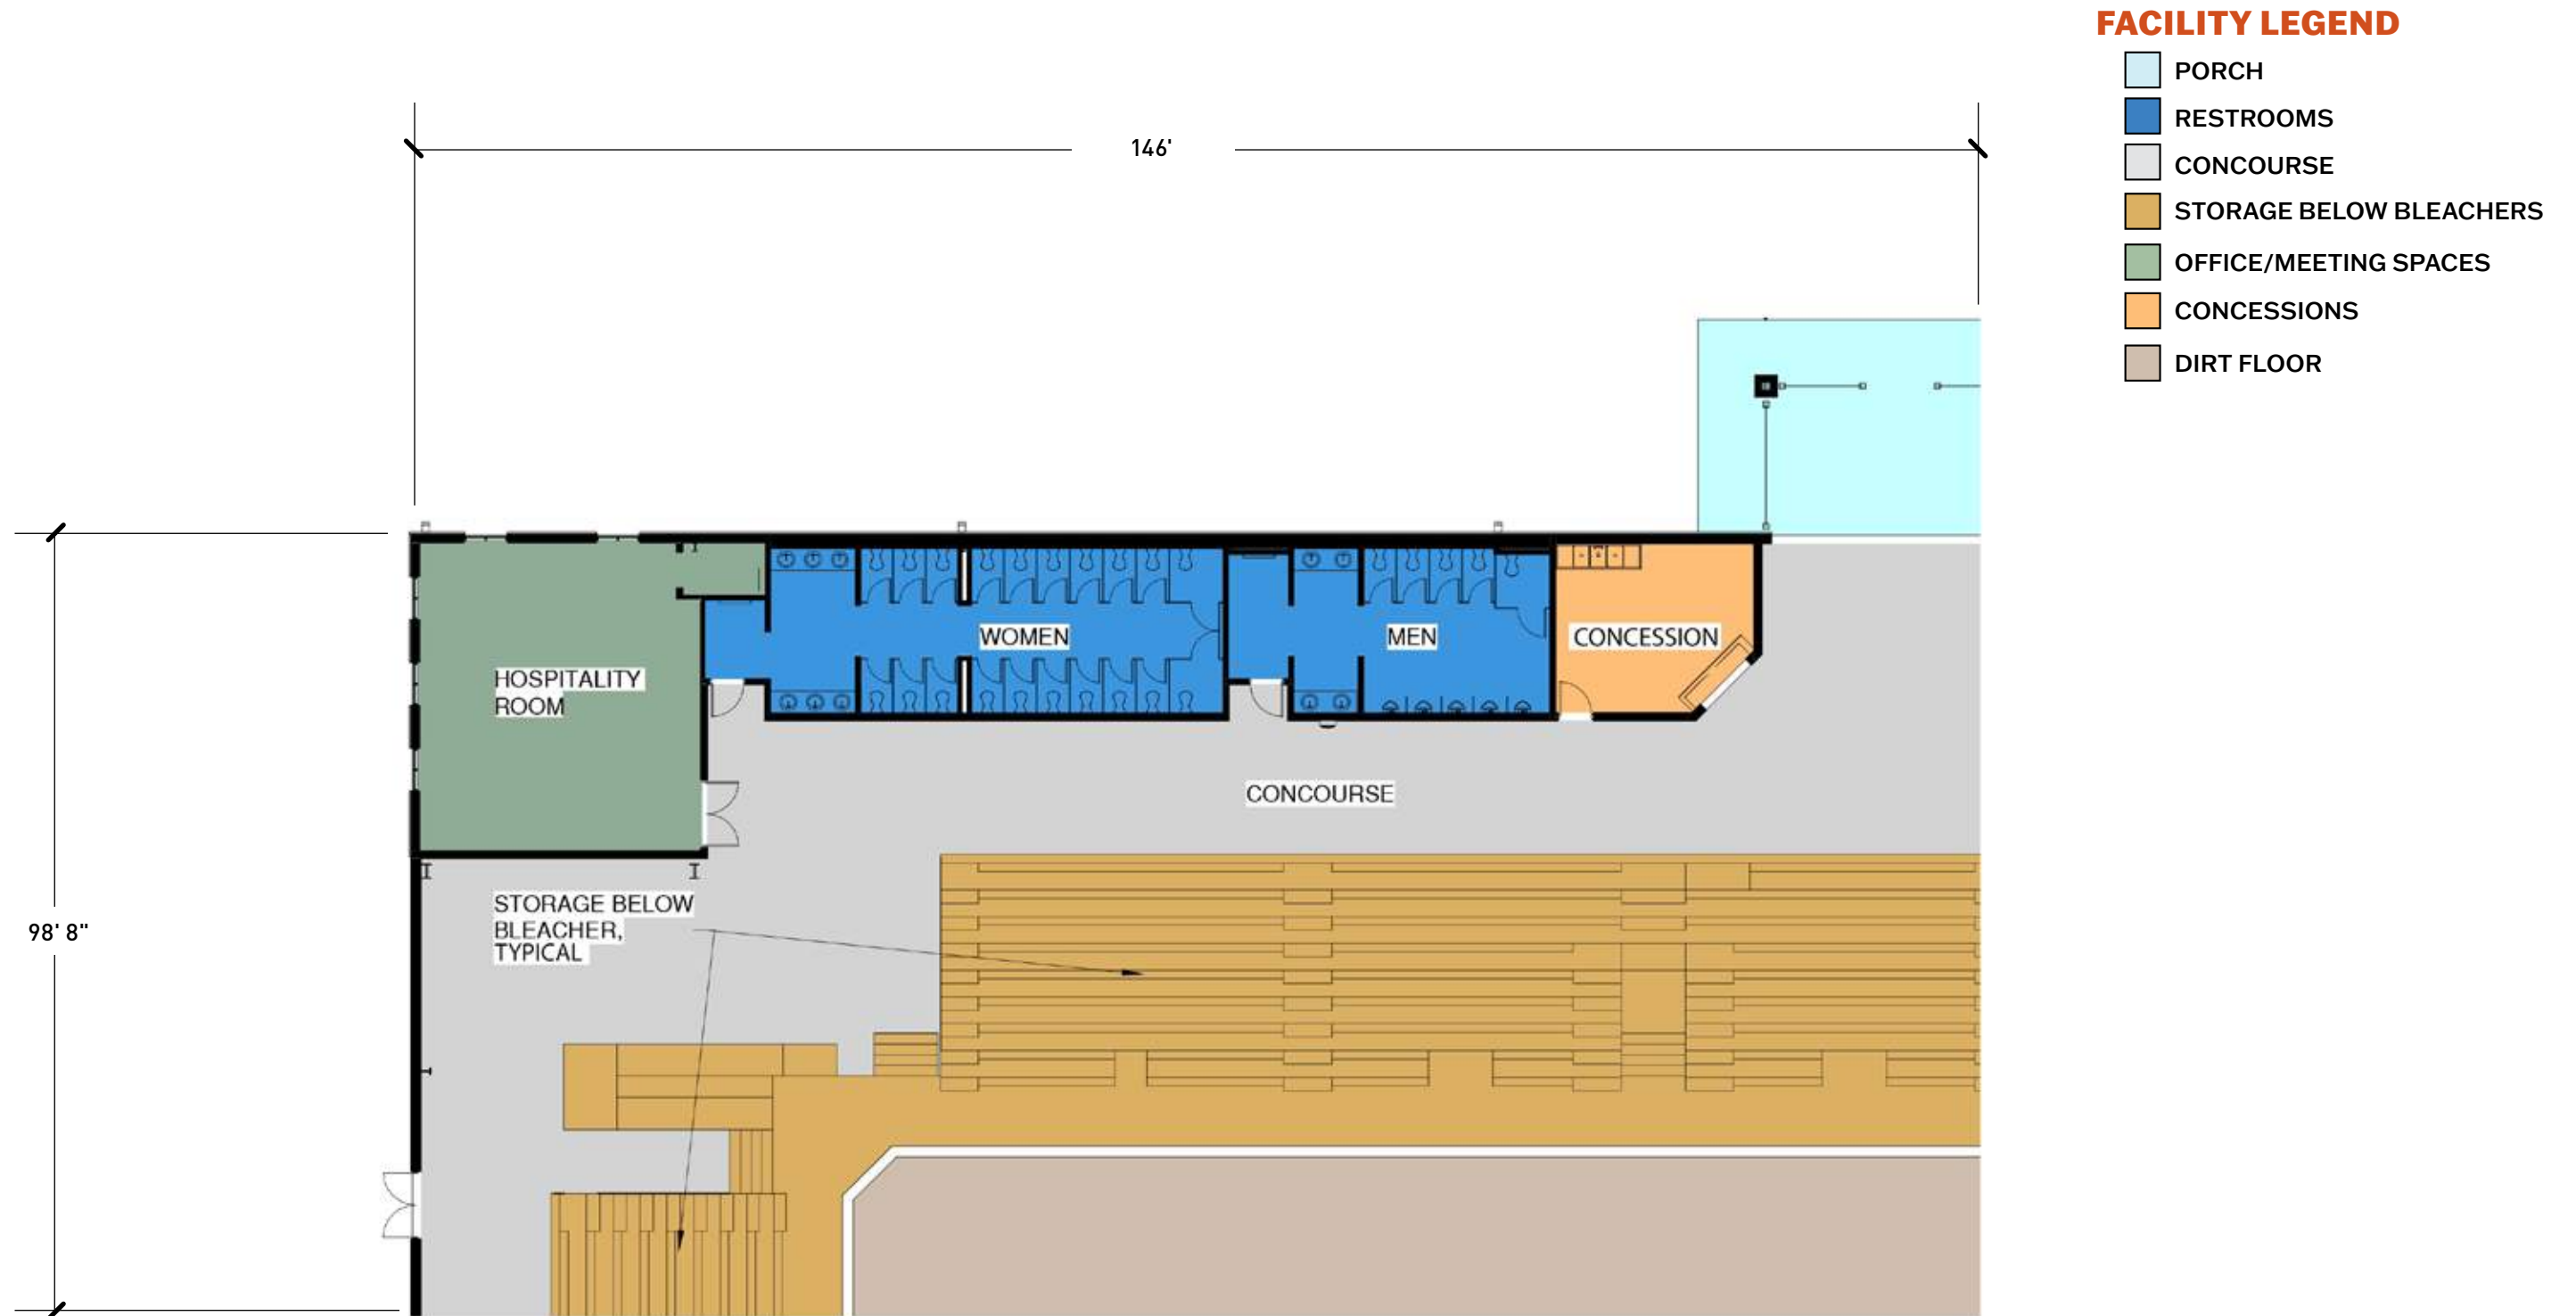 FACILITY LEGEND
PORCH
RESTROOMS
CONCOURSE
STORAGE BELOW BLEACHERS
OFFICE/MEETING SPACES
CONCESSIONS
DIRT FLOOR
146'
WOMEN
MEN
CONCESSION
HOSPITALITY
ROOM
CONCOURSE
STORAGE BELOW
BLEACHER,
TYPICAL
98' 8"